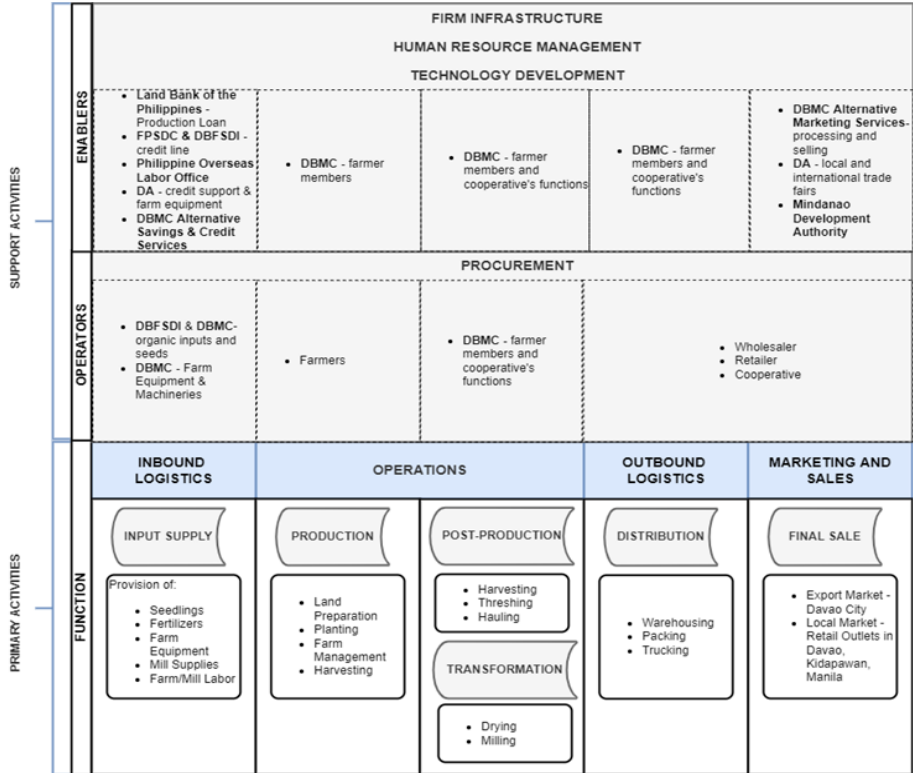 FIRM INFRASTRUCTURE
HUMAN RESOURCE MANAGEMENT
TECHNOLOGY DEVELOPMENT
SUPPORT ACTIVITIES
ENABLERS
• Land Bank of the
Philippines -
Production Loan
• FPSDC & DBFSDI -
credit line
• Philippine Overseas
Labor Office
• DA - credit support &
farm equipment
• DBMC Alternative
Savings & Credit
Services
• DBMC - farmer
members
• DBMC - farmer
members and
cooperative's functions
• DBMC - farmer
members and
cooperative's
functions
• DBMC Alternative
Marketing Services-
processing and
selling
• DA - local and
international trade
fairs
• Mindanao
Development
Authority
PROCUREMENT
OPERATORS
• DBFSDI & DBMC-
organic inputs and
seeds
• DBMC - Farm
Equipment &
Machineries
• Farmers
• DBMC - farmer
members and
cooperative's
functions
• Wholesaler
• Retailer
• Cooperative
PRIMARY ACTIVITIES
FUNCTION
INBOUND
LOGISTICS
OPERATIONS
OUTBOUND
LOGISTICS
MARKETING AND
SALES
INPUT SUPPLY
Provision of:
• Seedlings
• Fertilizers
• Farm
Equipment
• Mill Supplies
• Farm/Mill Labor
PRODUCTION
• Land
Preparation
• Planting
• Farm
Management
• Harvesting
POST-PRODUCTION
• Harvesting
• Threshing
• Hauling
TRANSFORMATION
• Drying
• Milling
DISTRIBUTION
• Warehousing
• Packing
• Trucking
FINAL SALE
• Export Market -
Davao City
• Local Market -
Retail Outlets in
Davao,
Kidapawan,
Manila